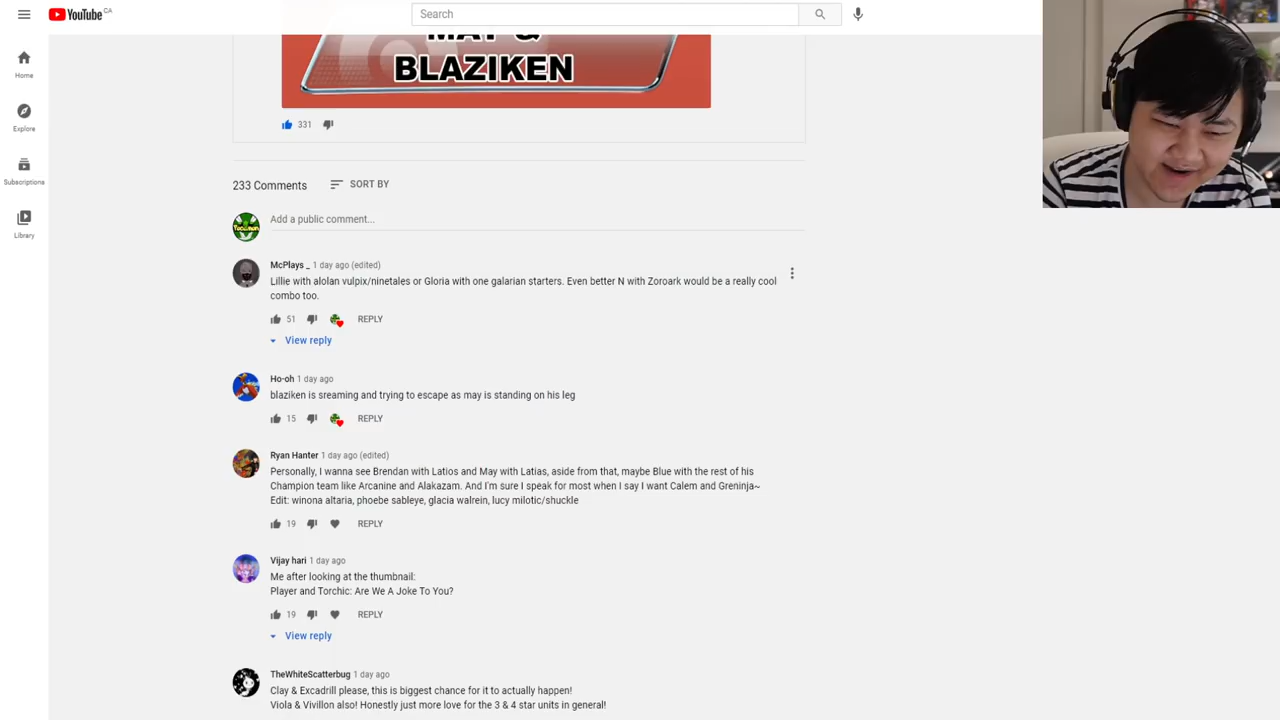 YouTube CA
Search
Home
Explore
Subscriptions
Library
MAY &
BLAZIKEN
331
233 Comments SORT BY
Add a public comment...
McPlays _ 1 day ago (edited)
Lillie with alolan vulpix/ninetales or Gloria with one galarian starters. Even better N with Zoroark would be a really cool
combo too.
51 REPLY
View reply
Ho-oh 1 day ago
blaziken is sreaming and trying to escape as may is standing on his leg
15 REPLY
Ryan Hanter 1 day ago (edited)
Personally, I wanna see Brendan with Latios and May with Latias, aside from that, maybe Blue with the rest of his
Champion team like Arcanine and Alakazam. And I'm sure I speak for most when I say I want Calem and Greninja~
Edit: winona altaria, phoebe sableye, glacia walrein, lucy milotic/shuckle
19 REPLY
Vijay hari 1 day ago
Me after looking at the thumbnail:
Player and Torchic: Are We A Joke To You?
19 REPLY
View reply
TheWhiteScatterbug 1 day ago
Clay & Excadrill please, this is biggest chance for it to actually happen!
Viola & Vivillon also! Honestly just more love for the 3 & 4 star units in general!